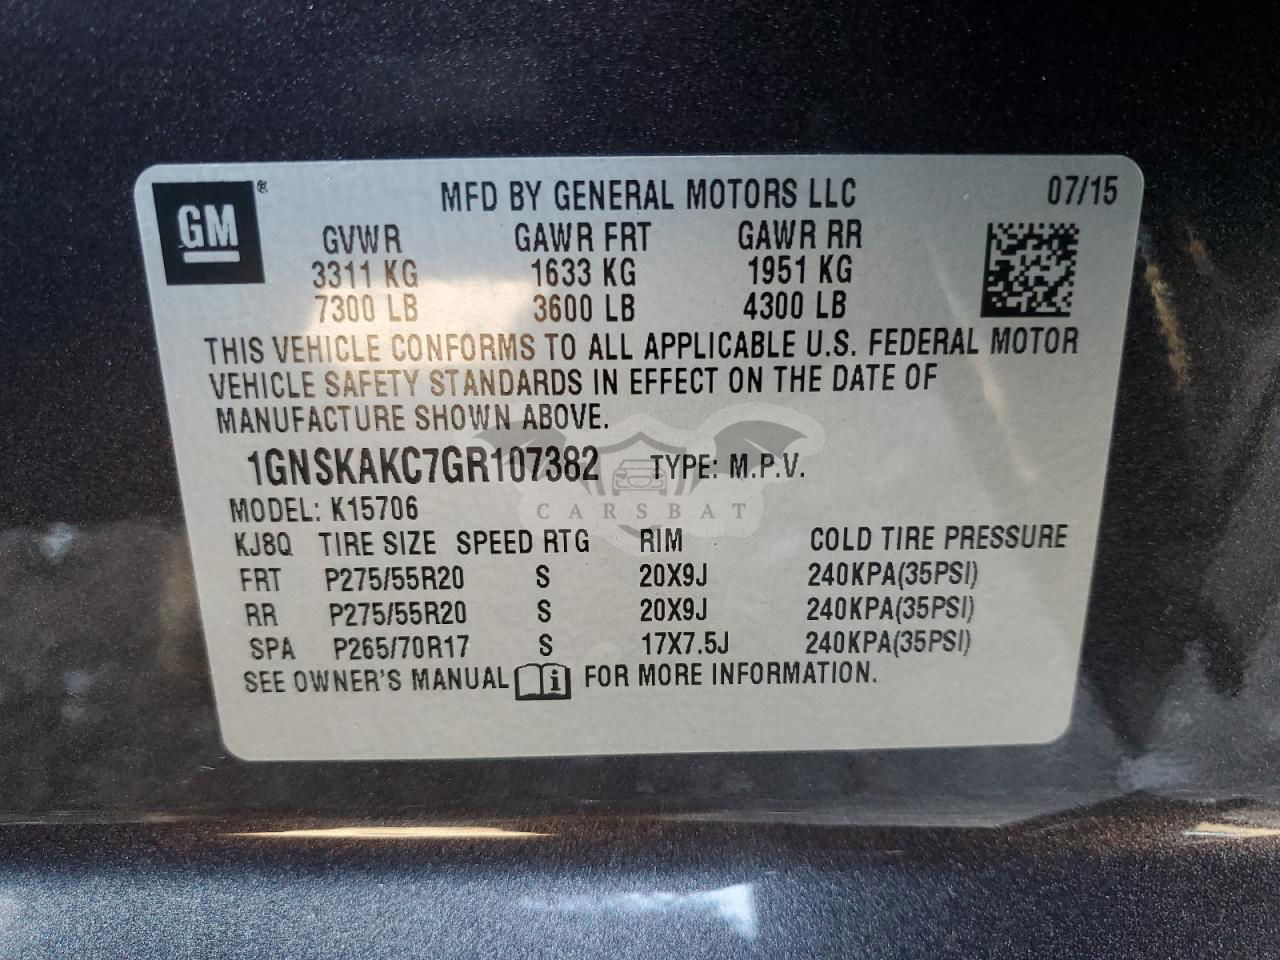 GM ® MFD BY GENERAL MOTORS LLC 07/15
GVWR GAWR FRT GAWR RR
3311 KG 1633 KG 1951 KG
7300 LB 3600 LB 4300 LB
THIS VEHICLE CONFORMS TO ALL APPLICABLE U.S. FEDERAL MOTOR
VEHICLE SAFETY STANDARDS IN EFFECT ON THE DATE OF
MANUFACTURE SHOWN ABOVE.
1GNSKAKC7GR107382 TYPE: M.P.V.
MODEL: K15706
CARSBAT
KJ8Q TIRE SIZE SPEED RTG RIM COLD TIRE PRESSURE
FRT P275/55R20 S 20X9J 240KPA(35PSI)
RR P275/55R20 S 20X9J 240KPA(35PSI)
SPA P265/70R17 S 17X7.5J 240KPA(35PSI)
SEE OWNER'S MANUAL i FOR MORE INFORMATION.